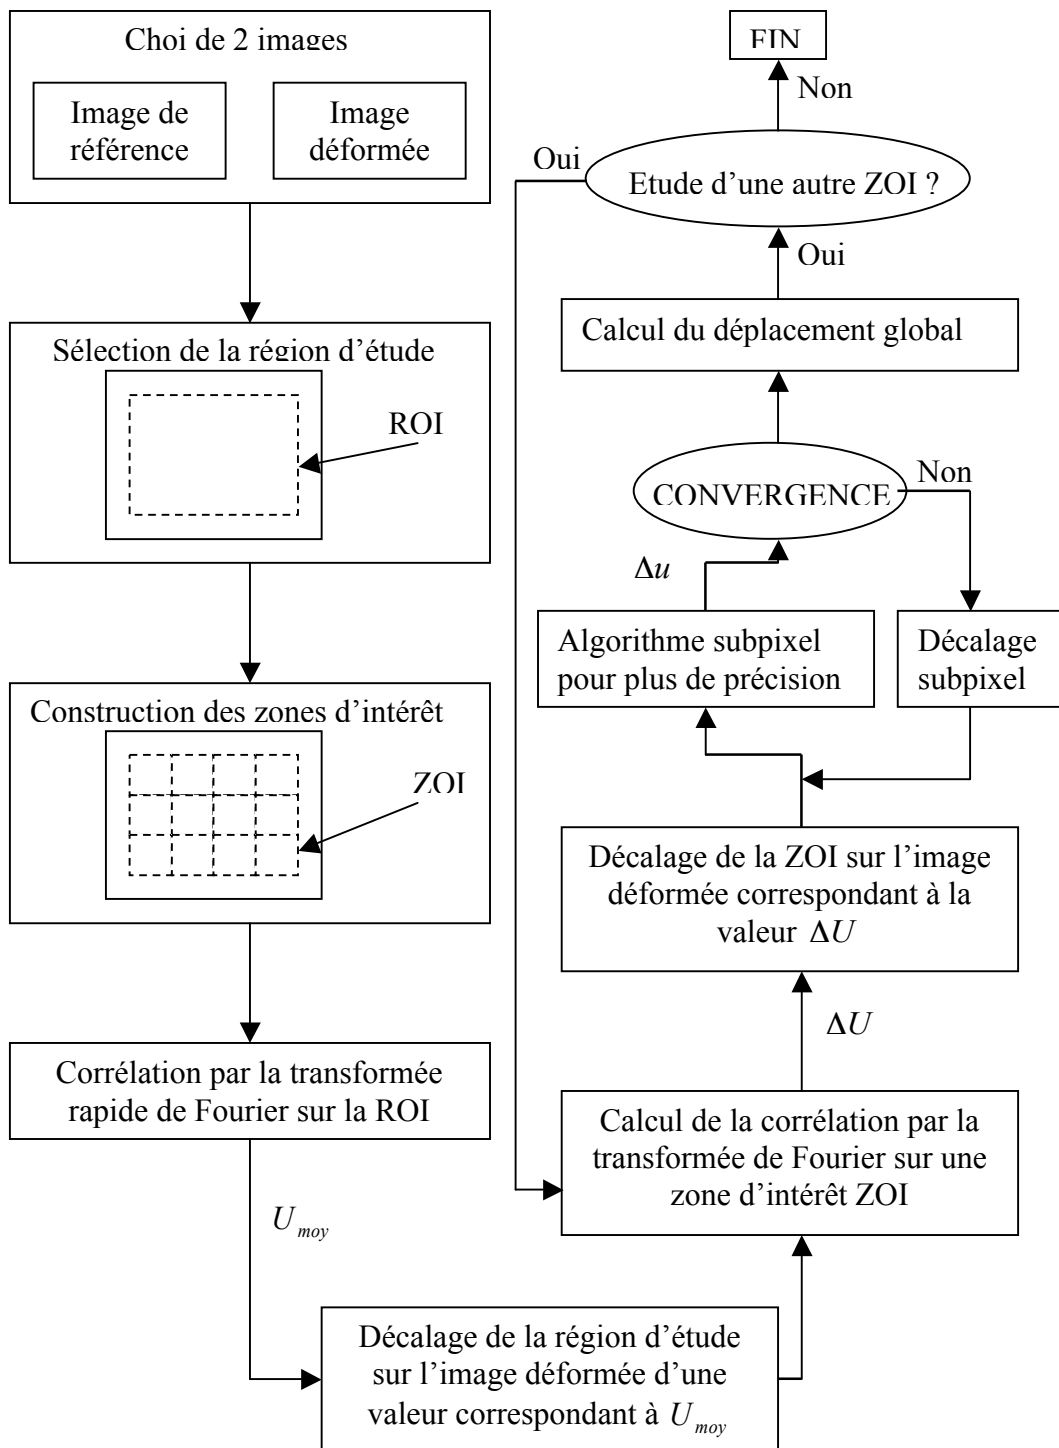 Choi de 2 images
Image de
référence
Image
déformée
Sélection de la région d’étude
ROI
Construction des zones d’intérêt
ZOI
Corrélation par la transformée
rapide de Fourier sur la ROI
U moy
Décalage de la région d’étude
sur l’image déformée d’une
valeur correspondant à U moy
Calcul de la corrélation par la
transformée de Fourier sur une
zone d’intérêt ZOI
ΔU
Décalage de la ZOI sur l’image
déformée correspondant à la
valeur ΔU
Algorithme subpixel
pour plus de précision
Décalage
subpixel
Δu
CONVERGENCE
Non
Calcul du déplacement global
Oui
Etude d’une autre ZOI ?
Oui
Non
FIN